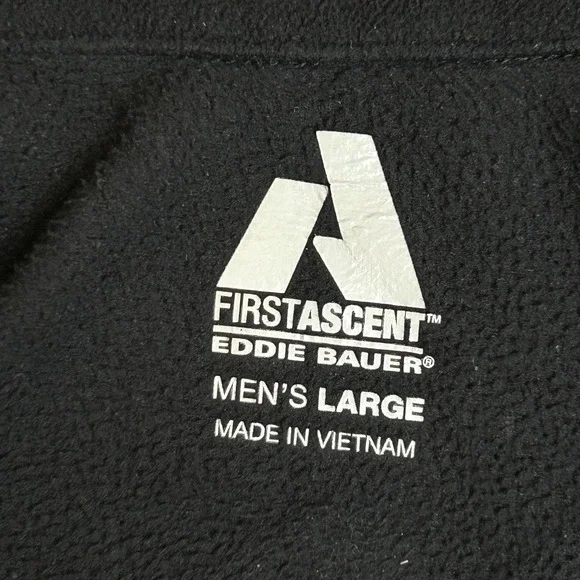 FIRSTASCENT™
EDDIE BAUER®
MEN'S LARGE
MADE IN VIETNAM